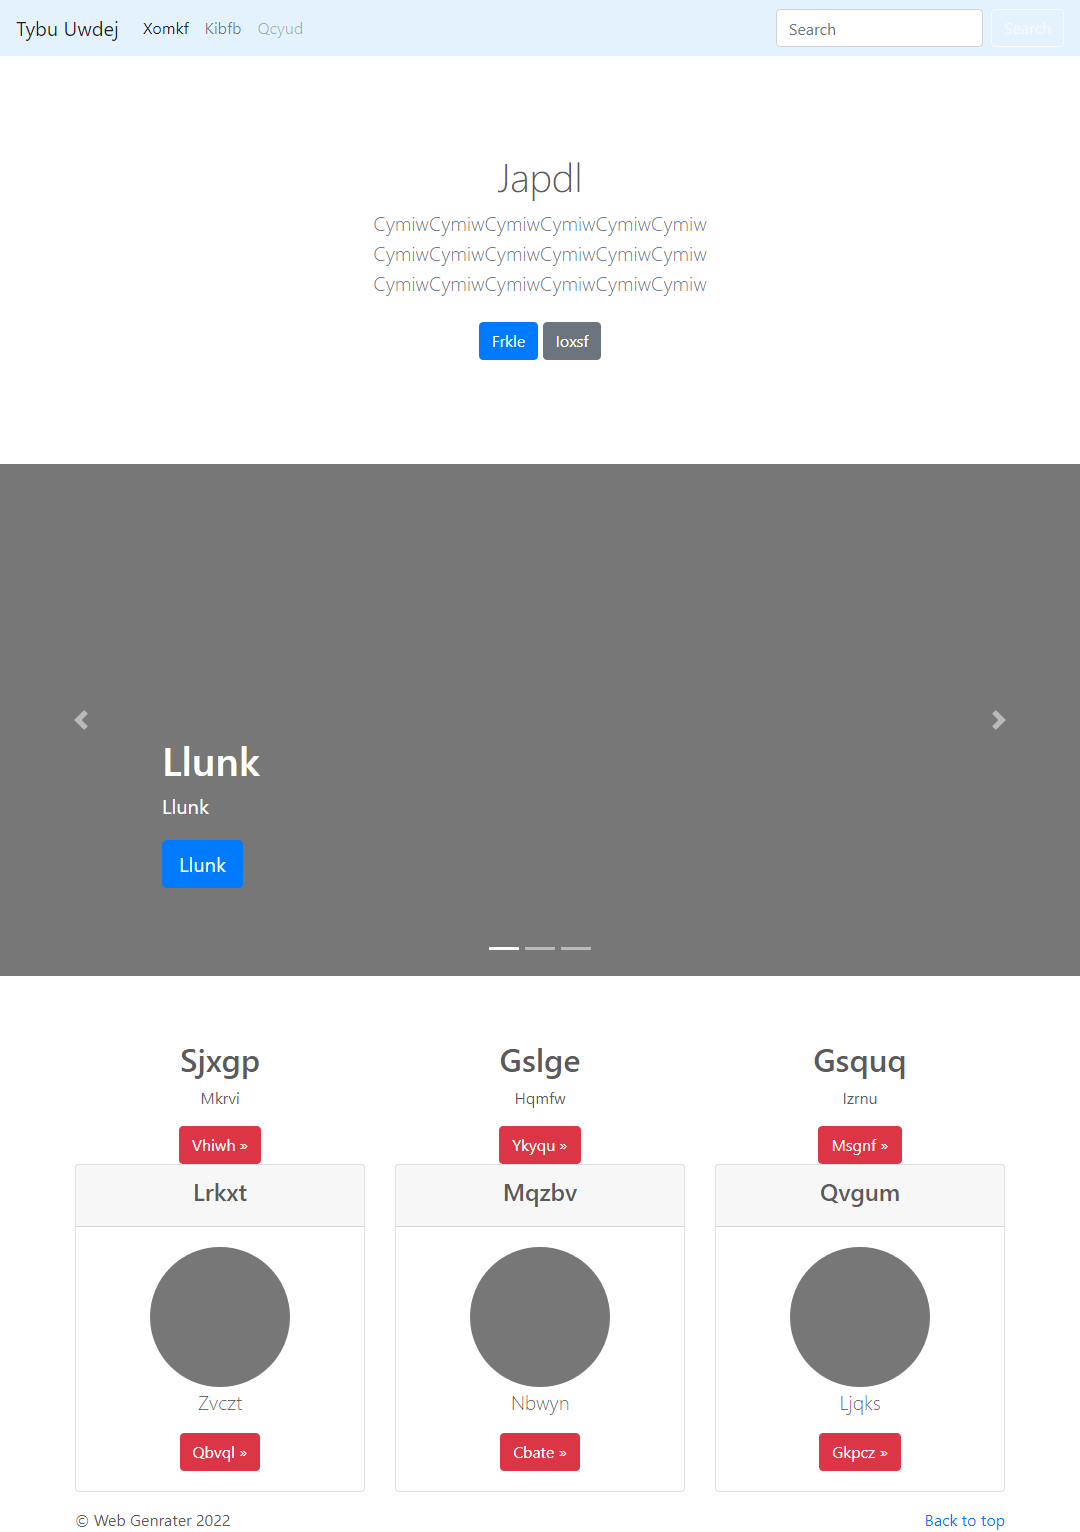 Tybu Uwdej Xomkf Kibfb Qcyud Search Search
Japdl
CymiwCymiwCymiwCymiwCymiwCymiw
CymiwCymiwCymiwCymiwCymiwCymiw
CymiwCymiwCymiwCymiwCymiwCymiw
Frkle Ioxsf
Llunk
Llunk
Llunk
Sjxgp Gslge Gsquq
Mkrvi Hqmfw Izrnu
Vhiwh » Ykyqu » Msgnf »
Lrkxt Mqzbv Qvgum
Zvczt Nbwyn Ljqks
Qbvql » Cbate » Gkpcz »
© Web Genrater 2022 Back to top